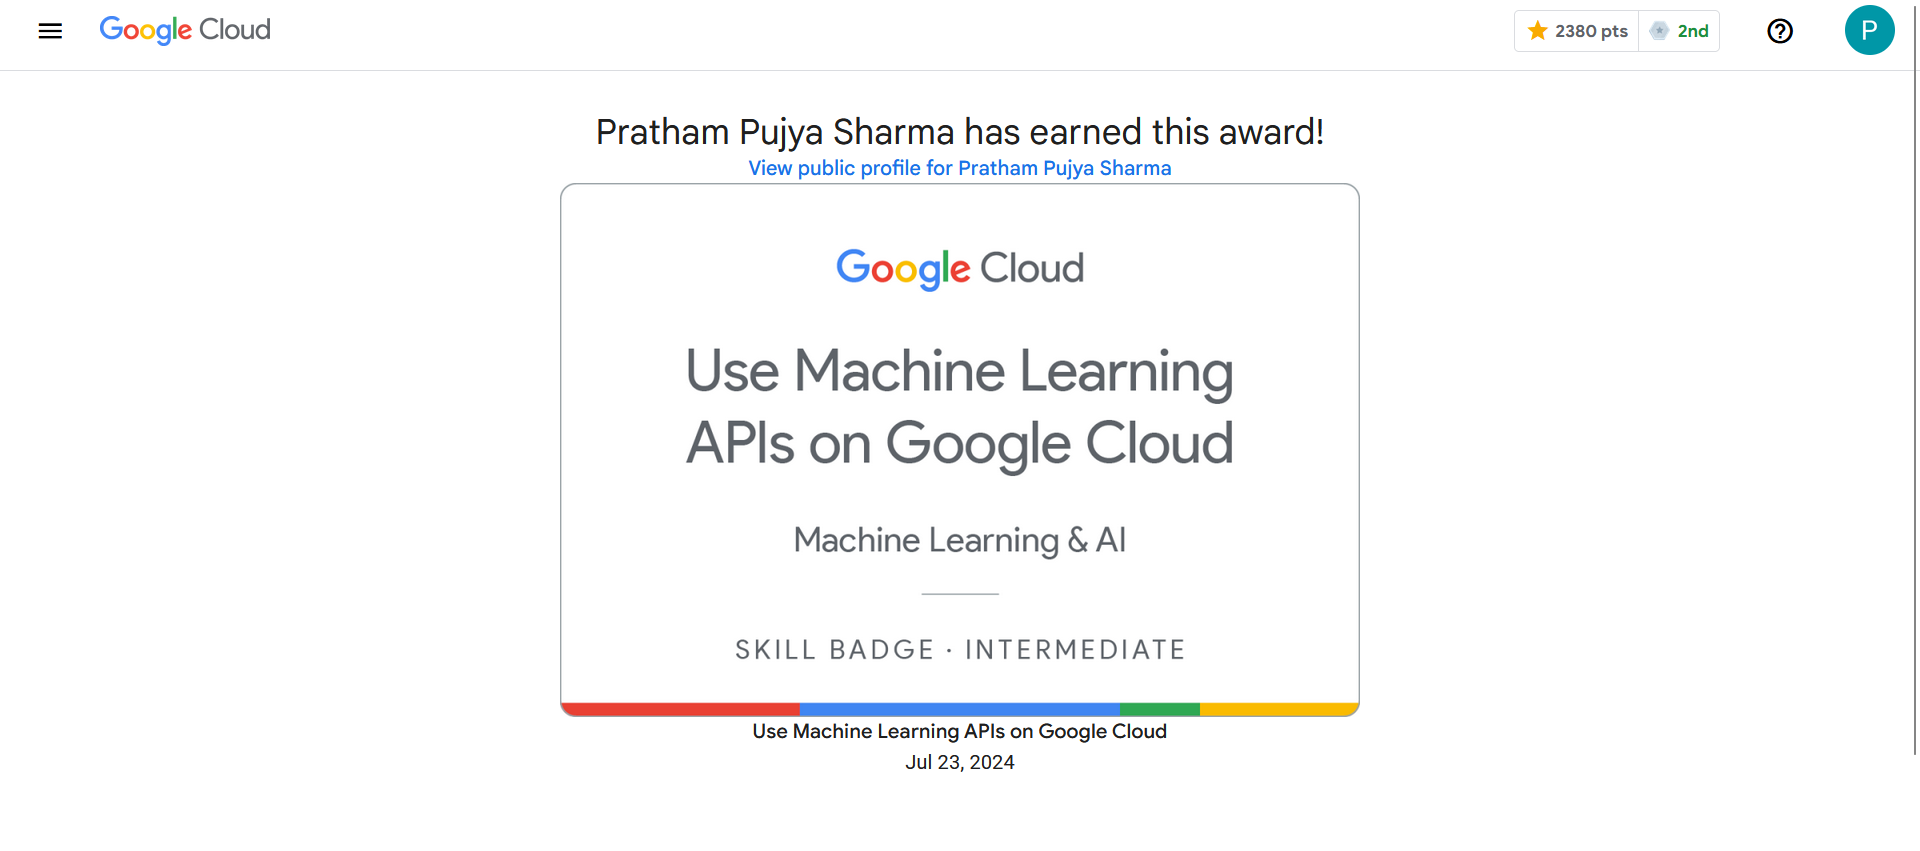 Google Cloud
2380 pts
2nd
P
Pratham Pujya Sharma has earned this award!
View public profile for Pratham Pujya Sharma
Google Cloud
Use Machine Learning
APIs on Google Cloud
Machine Learning & AI
SKILL BADGE · INTERMEDIATE
Use Machine Learning APIs on Google Cloud
Jul 23, 2024